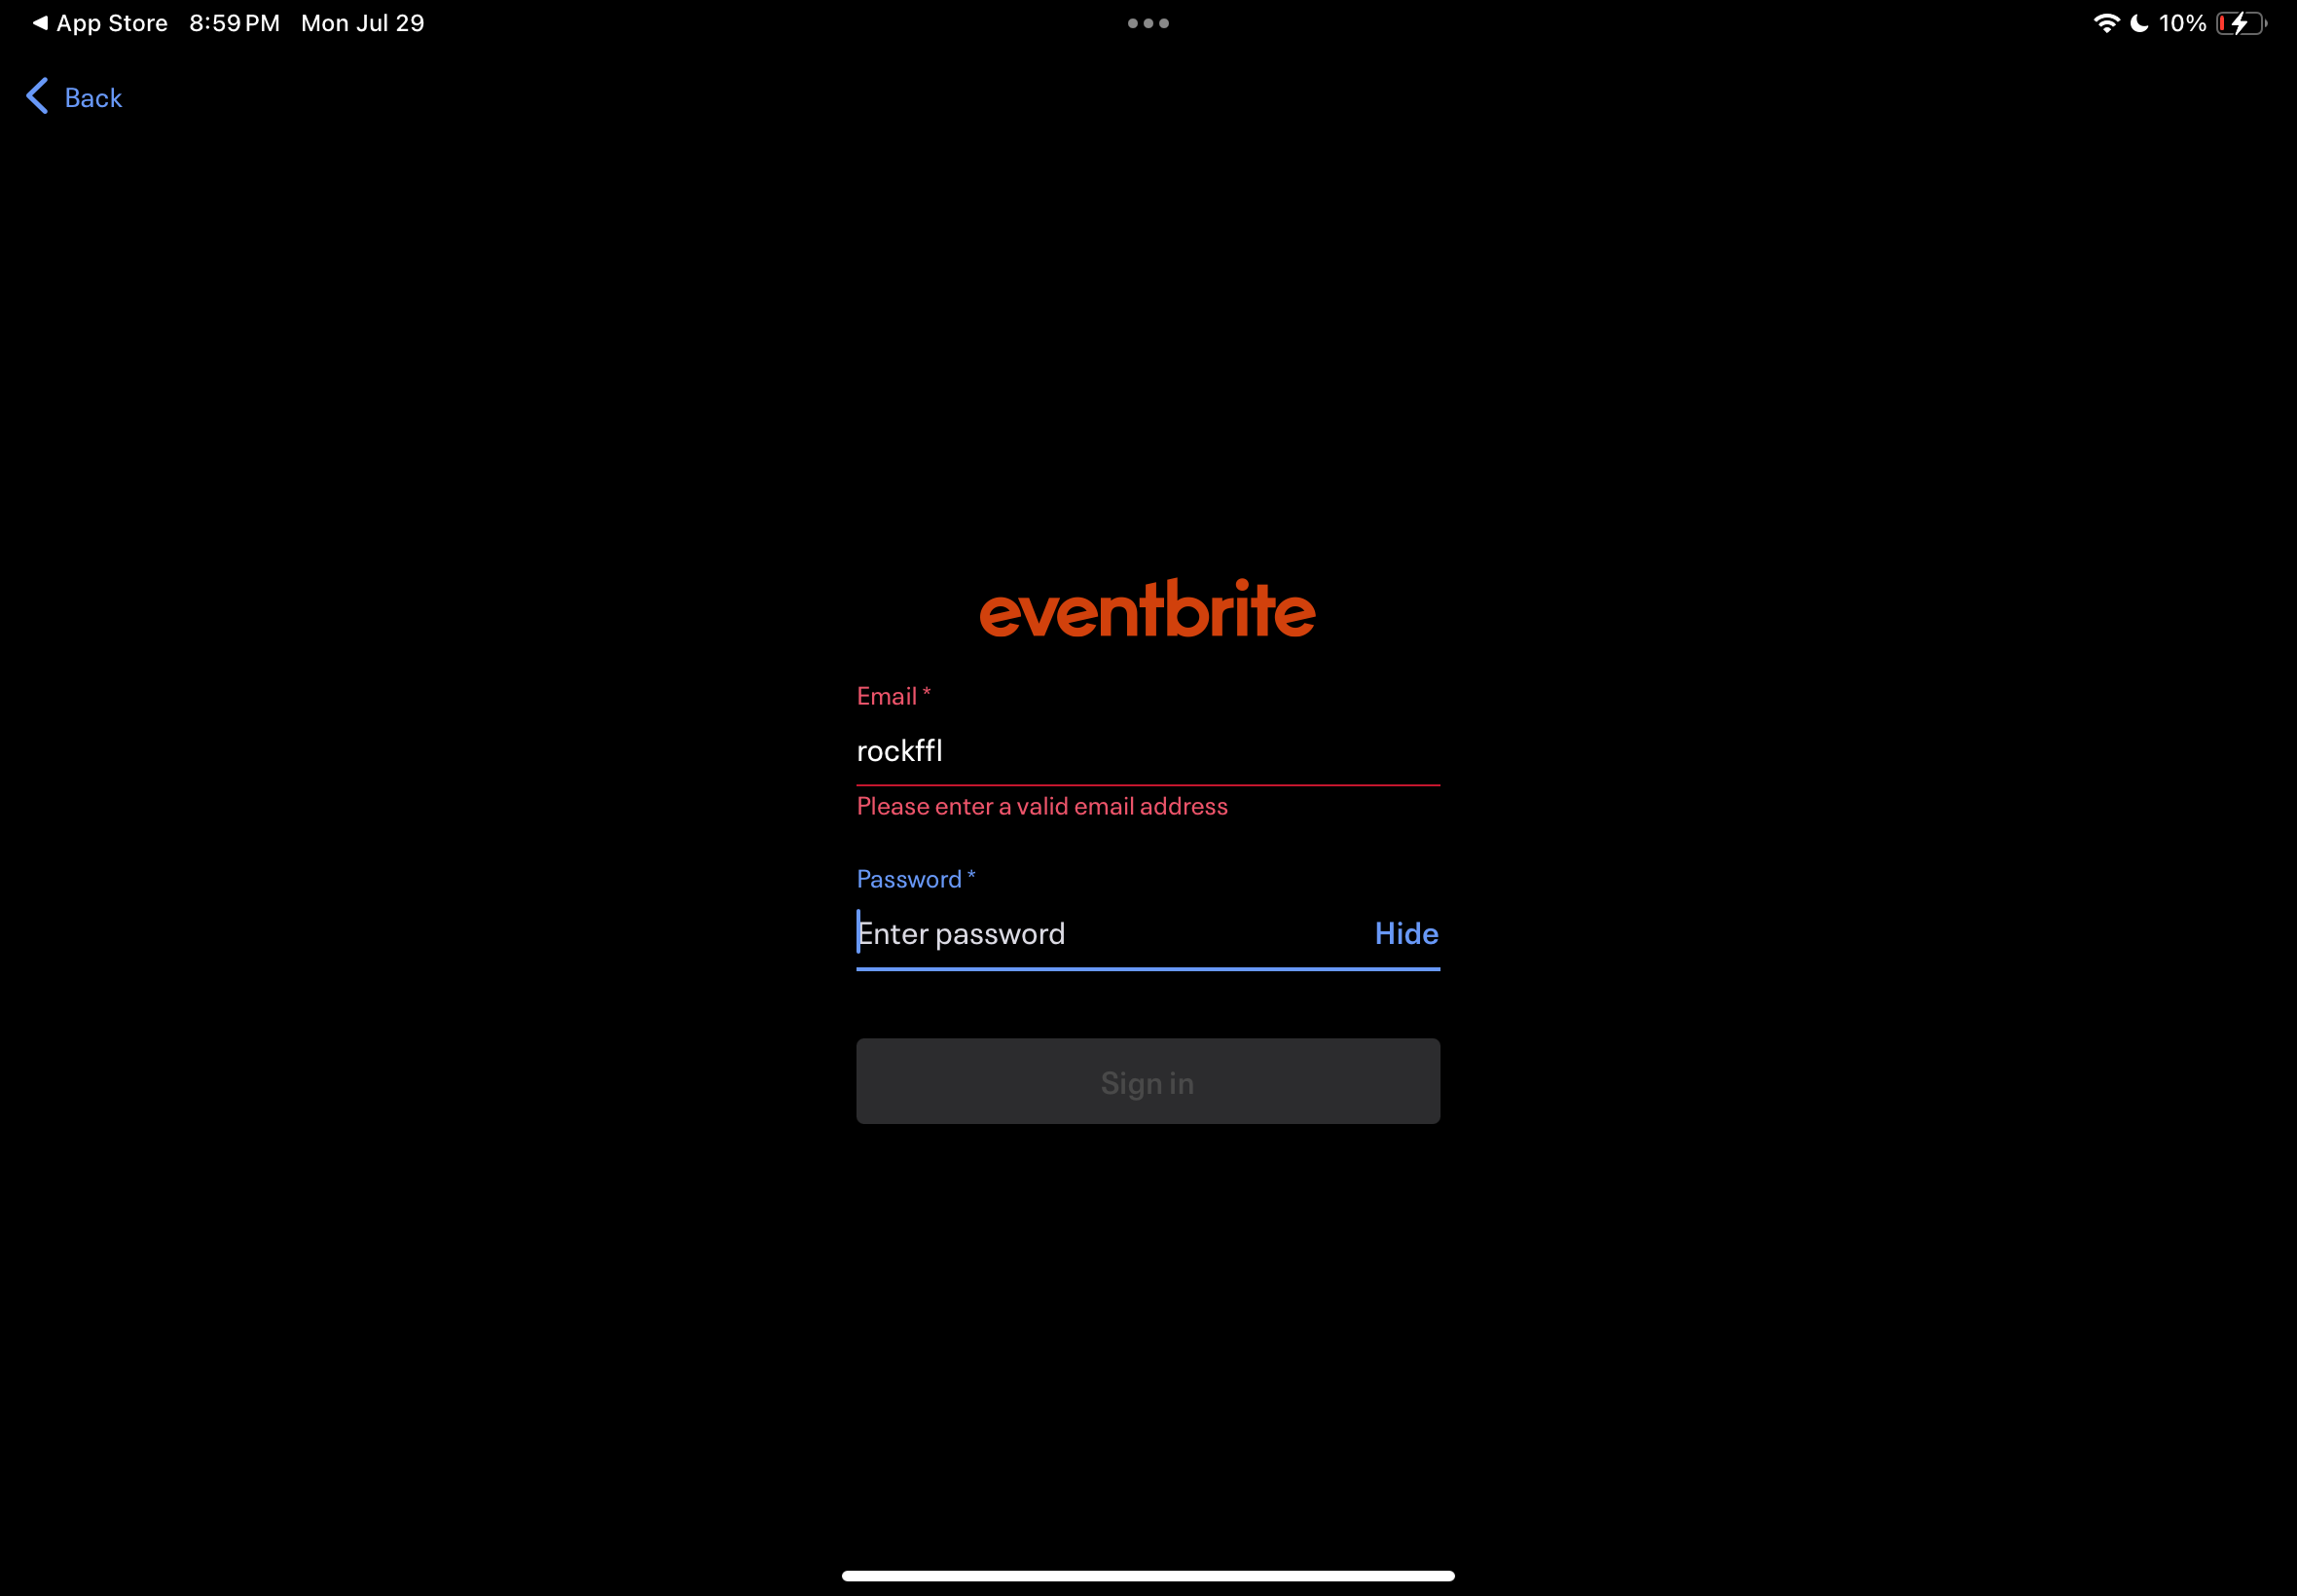 App Store 8:59 PM Mon Jul 29
10%
Back
eventbrite
Email *
rockffl
Please enter a valid email address
Password *
Enter password Hide
Sign in